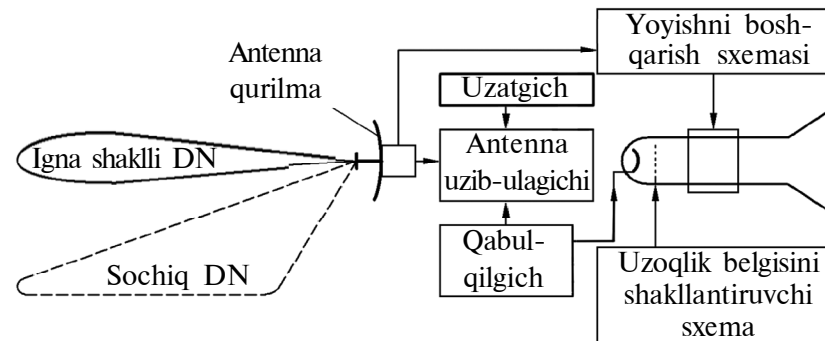 Antenna
qurilma
Igna shaklli DN
Sochiq DN
Uzatgich
Antenna
uzib-ulagichi
Qabul-
qilgich
Yoyishni bosh-
qarish sxemasi
Uzoqlik belgisini
shakllantiruvchi
sxema